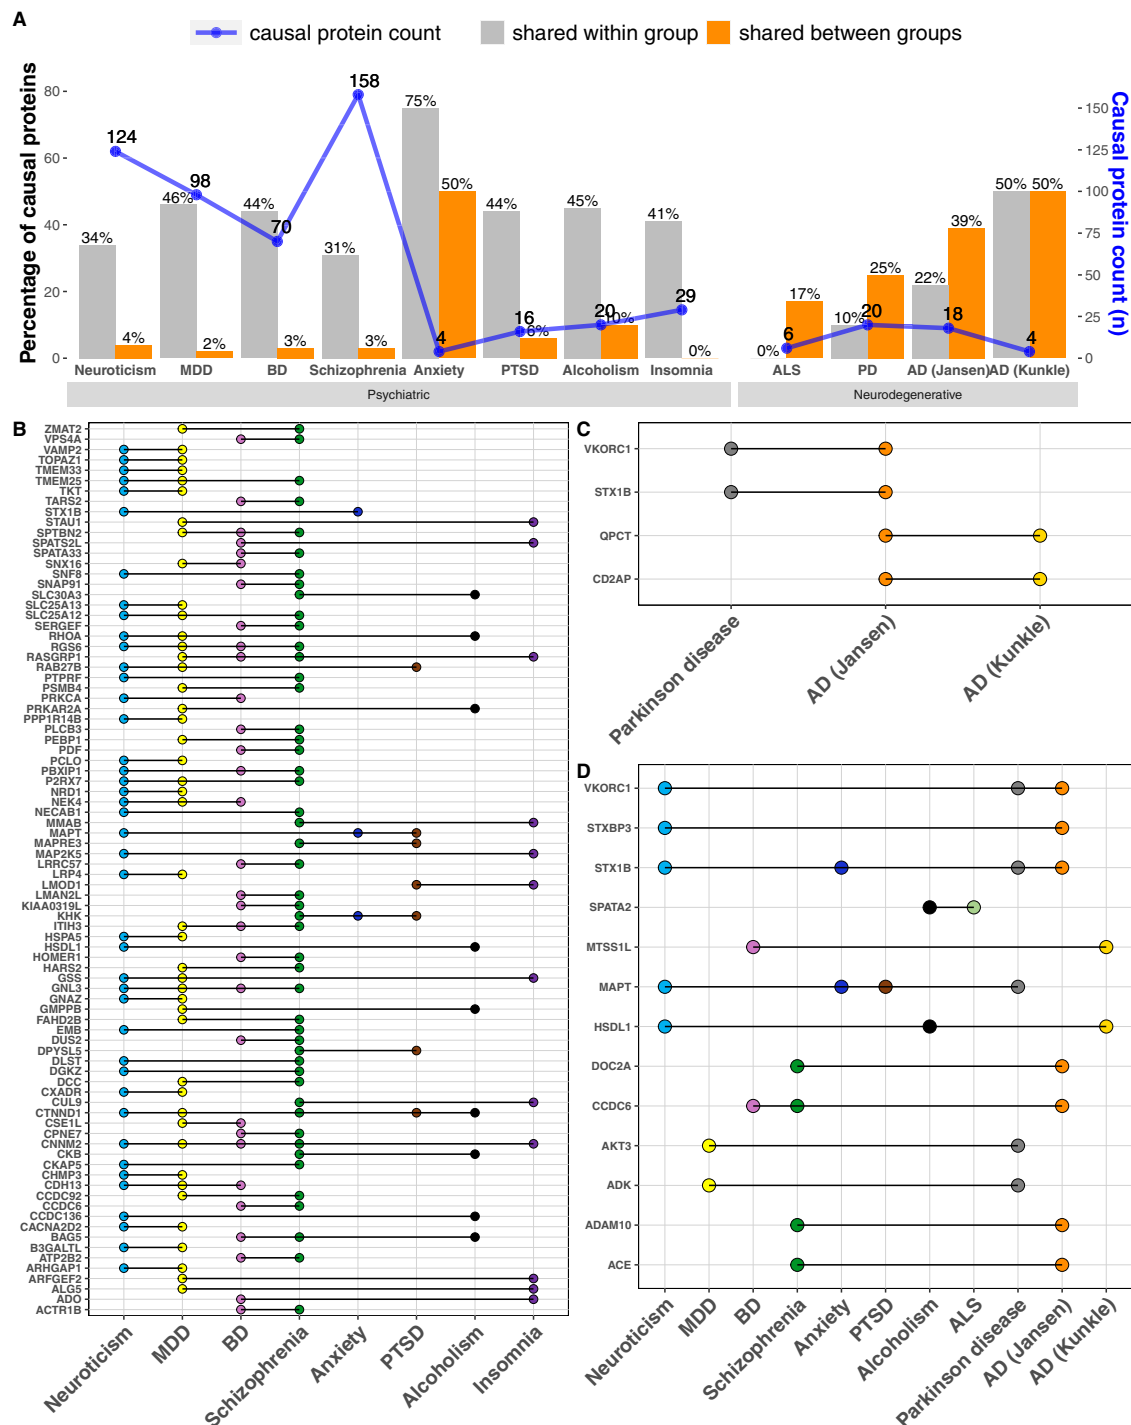 A
causal protein count
shared within group
shared between groups
Percentage of causal proteins
80
60
40
20
0
124
98
70
158
4
16
20
29
6
20
18
4
34%
4%
46%
2%
44%
3%
31%
3%
75%
50%
44%
6%
45%
10%
41%
0%
0%
17%
10%
25%
22%
39%
50%
50%
150
125
100
75
50
25
0
Causal protein count (n)
Neuroticism
MDD
BD
Schizophrenia
Anxiety
PTSD
Alcoholism
Insomnia
ALS
PD
AD (Jansen)
AD (Kunkle)
Psychiatric
Neurodegenerative
B
ZMAT2
VPS4A
VAMP2
TOPAZ1
TMEM33
TMEM25
TKT
TARS2
STX1B
STAU1
SPTBN2
SPATS2L
SPATA33
SNX16
SNF8
SNAP91
SLC30A3
SLC25A13
SLC25A12
SERGEF
RHOA
RGS6
RASGRP1
RAB27B
PTPRF
PSMB4
PRKCA
PRKAR2A
PPP1R14B
PLCB3
PEBP1
PDF
PCLO
PBXIP1
P2RX7
NRD1
NEK4
NECAB1
MMAB
MAPT
MAPRE3
MAP2K5
LRRC57
LRP4
LMOD1
LMAN2L
KIAA0319L
KHK
ITIH3
HSPA5
HSDL1
HOMER1
HARS2
GSS
GNL3
GNAZ
GMPPB
FAHD2B
EMB
DUS2
DPYSL5
DLST
DGKZ
DCC
CXADR
CUL9
CTNND1
CSE1L
CPNE7
CNNM2
CKB
CKAP5
CHMP3
CDH13
CCDC92
CCDC6
CCDC136
CACNA2D2
BAG5
B3GALTL
ATP2B2
ARHGAP1
ARFGEF2
ALG5
ADO
ACTR1B
Neuroticism
MDD
BD
Schizophrenia
Anxiety
PTSD
Alcoholism
Insomnia
C
VKORC1
STX1B
QPCT
CD2AP
Parkinson disease
AD (Jansen)
AD (Kunkle)
D
VKORC1
STXBP3
STX1B
SPATA2
MTSS1L
MAPT
HSDL1
DOC2A
CCDC6
AKT3
ADK
ADAM10
ACE
Neuroticism
MDD
BD
Schizophrenia
Anxiety
PTSD
Alcoholism
ALS
Parkinson disease
AD (Jansen)
AD (Kunkle)